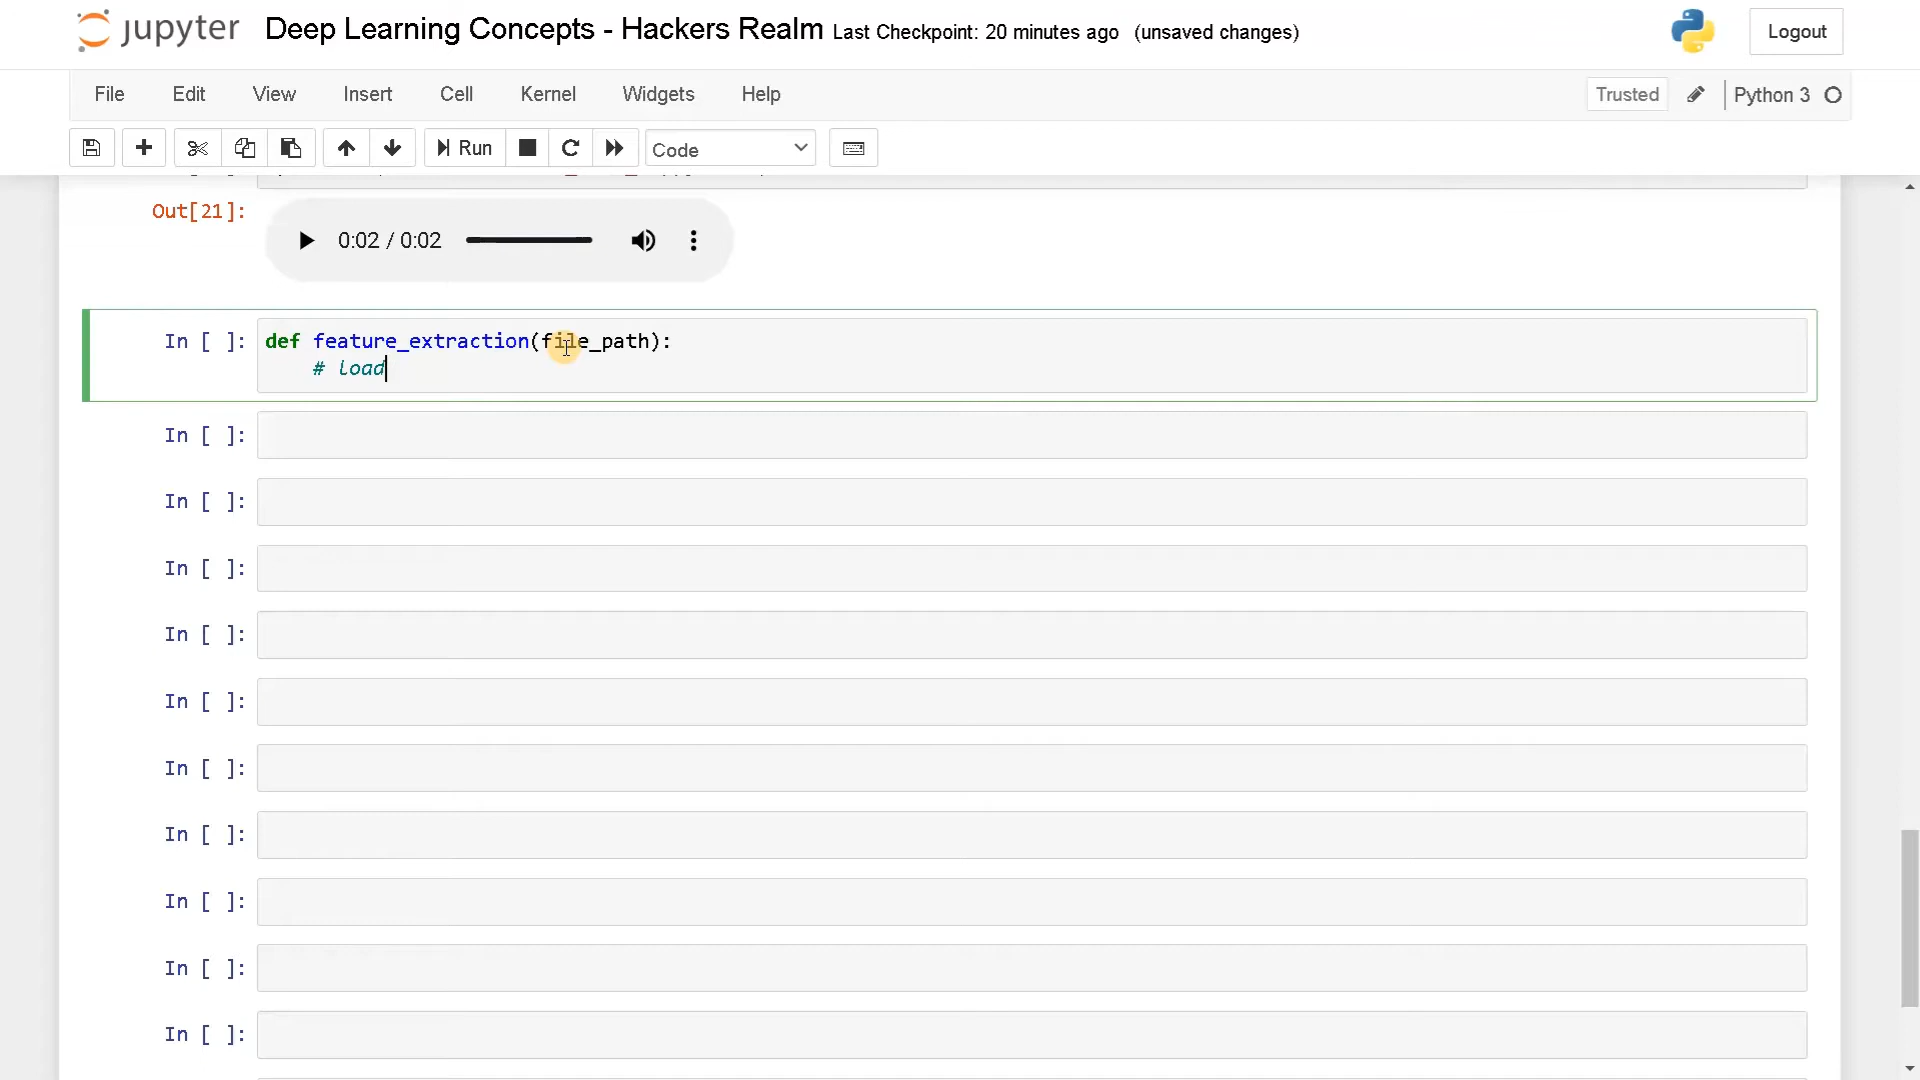 jupyter Deep Learning Concepts - Hackers Realm Last Checkpoint: 20 minutes ago (unsaved changes) Logout
File Edit View Insert Cell Kernel Widgets Help Trusted Python 3
Run Code
Out[21]:
0:02 / 0:02
In [ ]: def feature_extraction(file_path):
# load
In [ ]:
In [ ]:
In [ ]:
In [ ]:
In [ ]:
In [ ]:
In [ ]:
In [ ]:
In [ ]:
In [ ]: